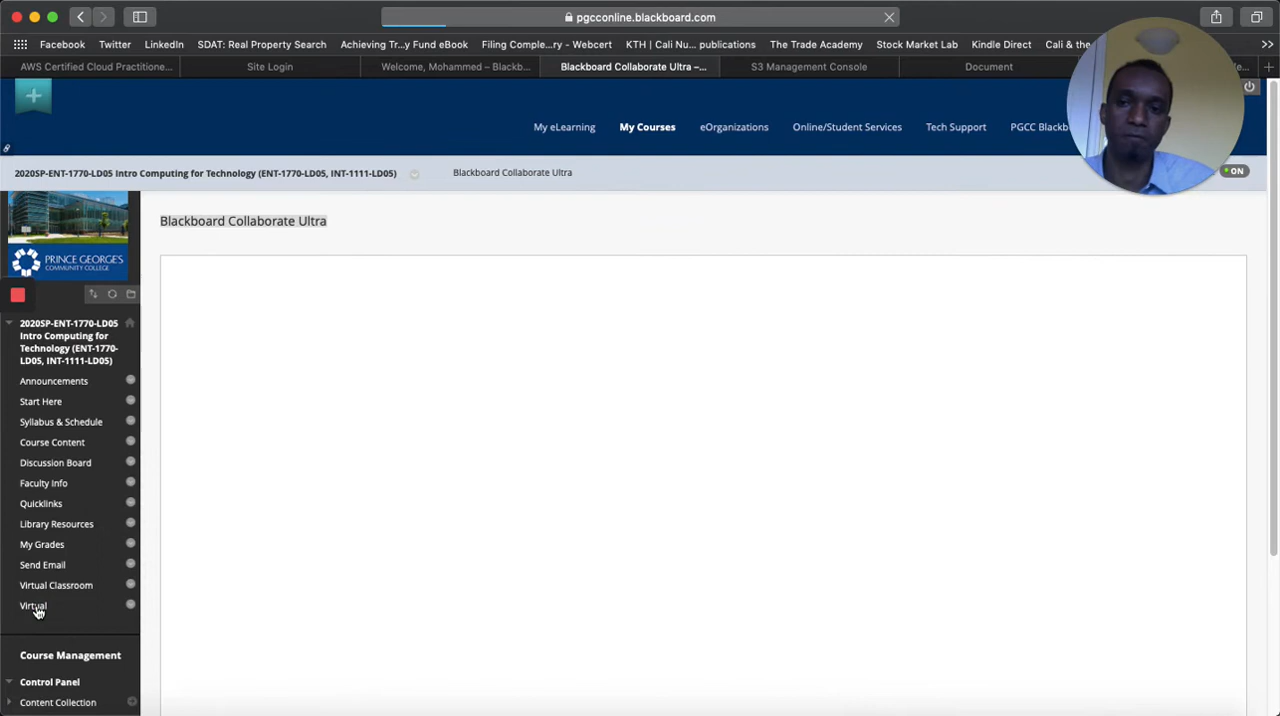 pgcconline.blackboard.com
Facebook Twitter LinkedIn SDAT: Real Property Search Achieving Tr...y Fund eBook Filing Comple...ry - Webcert KTH | Cali Nu... publications The Trade Academy Stock Market Lab Kindle Direct Cali & the
AWS Certified Cloud Practitione... Site Login Welcome, Mohammed – Blackb... Blackboard Collaborate Ultra –... S3 Management Console Document
My eLearning My Courses eOrganizations Online/Student Services Tech Support PGCC Blackb
2020SP-ENT-1770-LD05 Intro Computing for Technology (ENT-1770-LD05, INT-1111-LD05) Blackboard Collaborate Ultra ON
Blackboard Collaborate Ultra
PRINCE GEORGE'S
COMMUNITY COLLEGE
2020SP-ENT-1770-LD05
Intro Computing for
Technology (ENT-1770-
LD05, INT-1111-LD05)
Announcements
Start Here
Syllabus & Schedule
Course Content
Discussion Board
Faculty Info
Quicklinks
Library Resources
My Grades
Send Email
Virtual Classroom
Virtual
Course Management
Control Panel
Content Collection